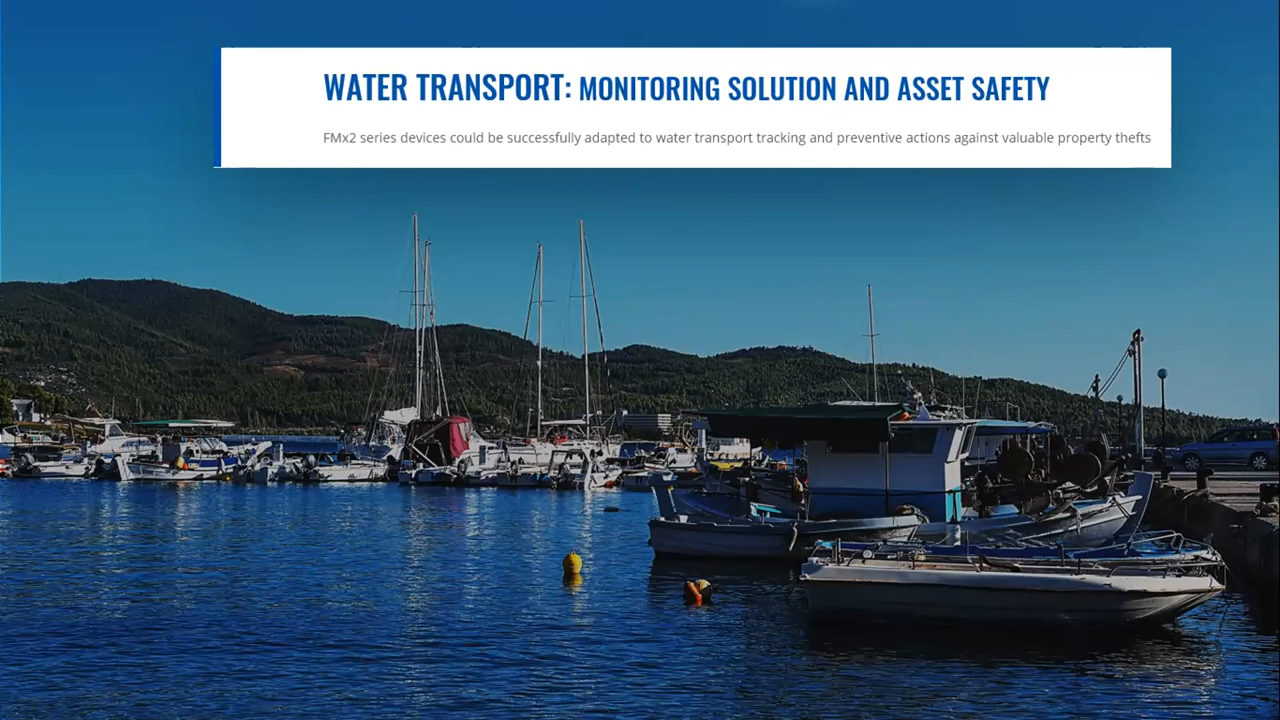 WATER TRANSPORT: MONITORING SOLUTION AND ASSET SAFETY
FMx2 series devices could be successfully adapted to water transport tracking and preventive actions against valuable property thefts